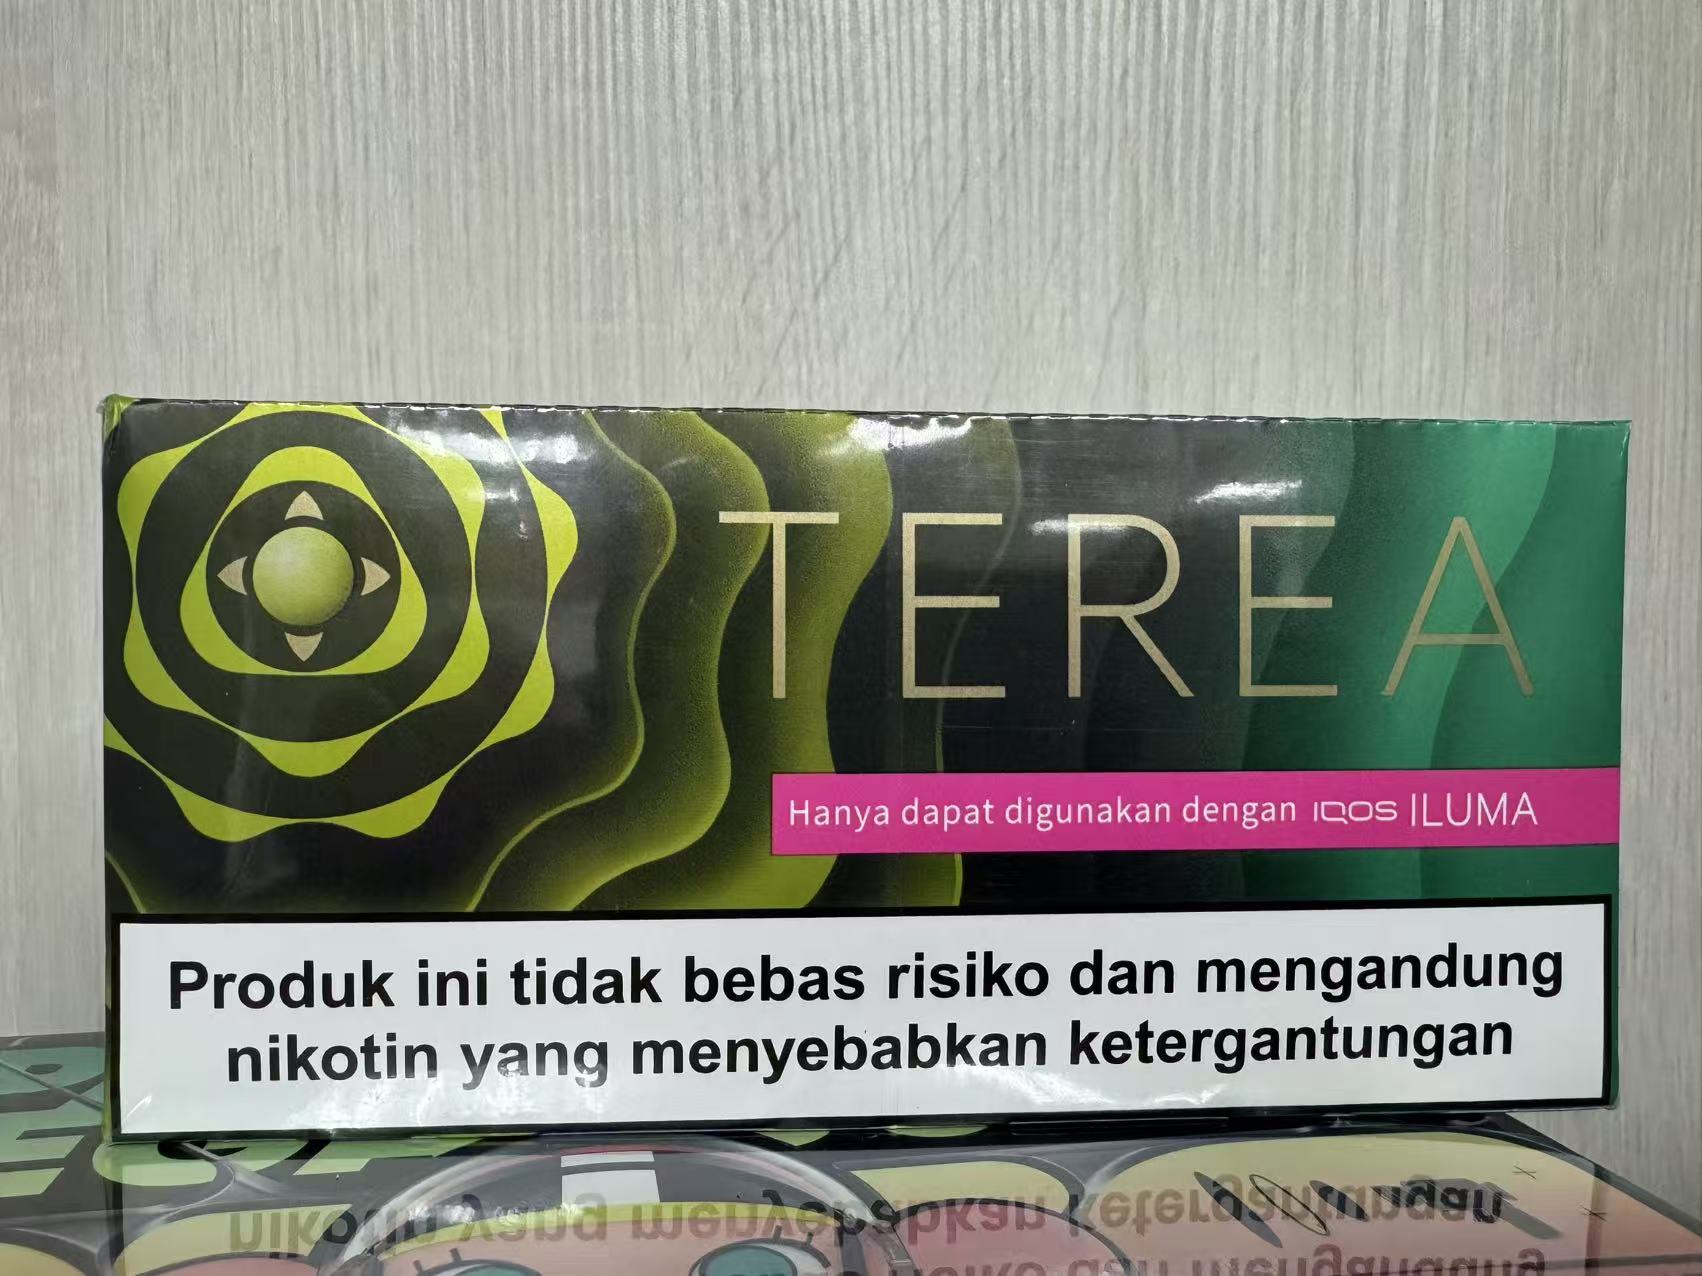 TEREA
Hanya dapat digunakan dengan IQOS ILUMA
Produk ini tidak bebas risiko dan mengandung
nikotin yang menyebabkan ketergantungan